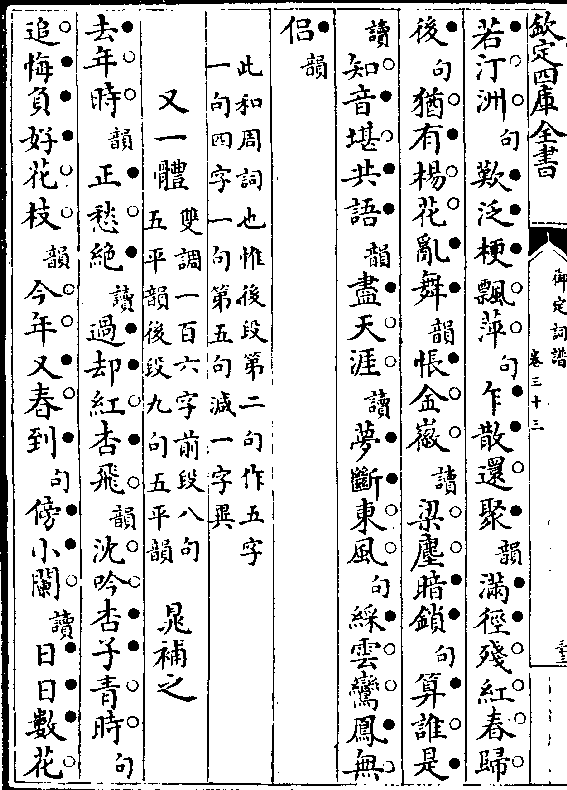 欽定四庫全書
御定詞譜
卷三十三
若汀洲句歎泛梗飄萍句乍散還聚韻滿徑殘紅春歸
後句猶有楊花亂舞韻悵金徽讀梁塵暗鎖句算誰是
讀知音堪共語韻盡天涯讀夢斷東風句綵雲鸞鳳無
侶韻
此和周詞也惟後段第二句作五字
一句四字一句第五句減一字異
又一體雙調一百六字前段八句
五平韻後段九句五平韻晁補之
去年時韻正愁絶讀過却紅杏飛韻沈吟杏子青時句
追悔負好花枝韻今年又春到句傍小闌讀日日數花